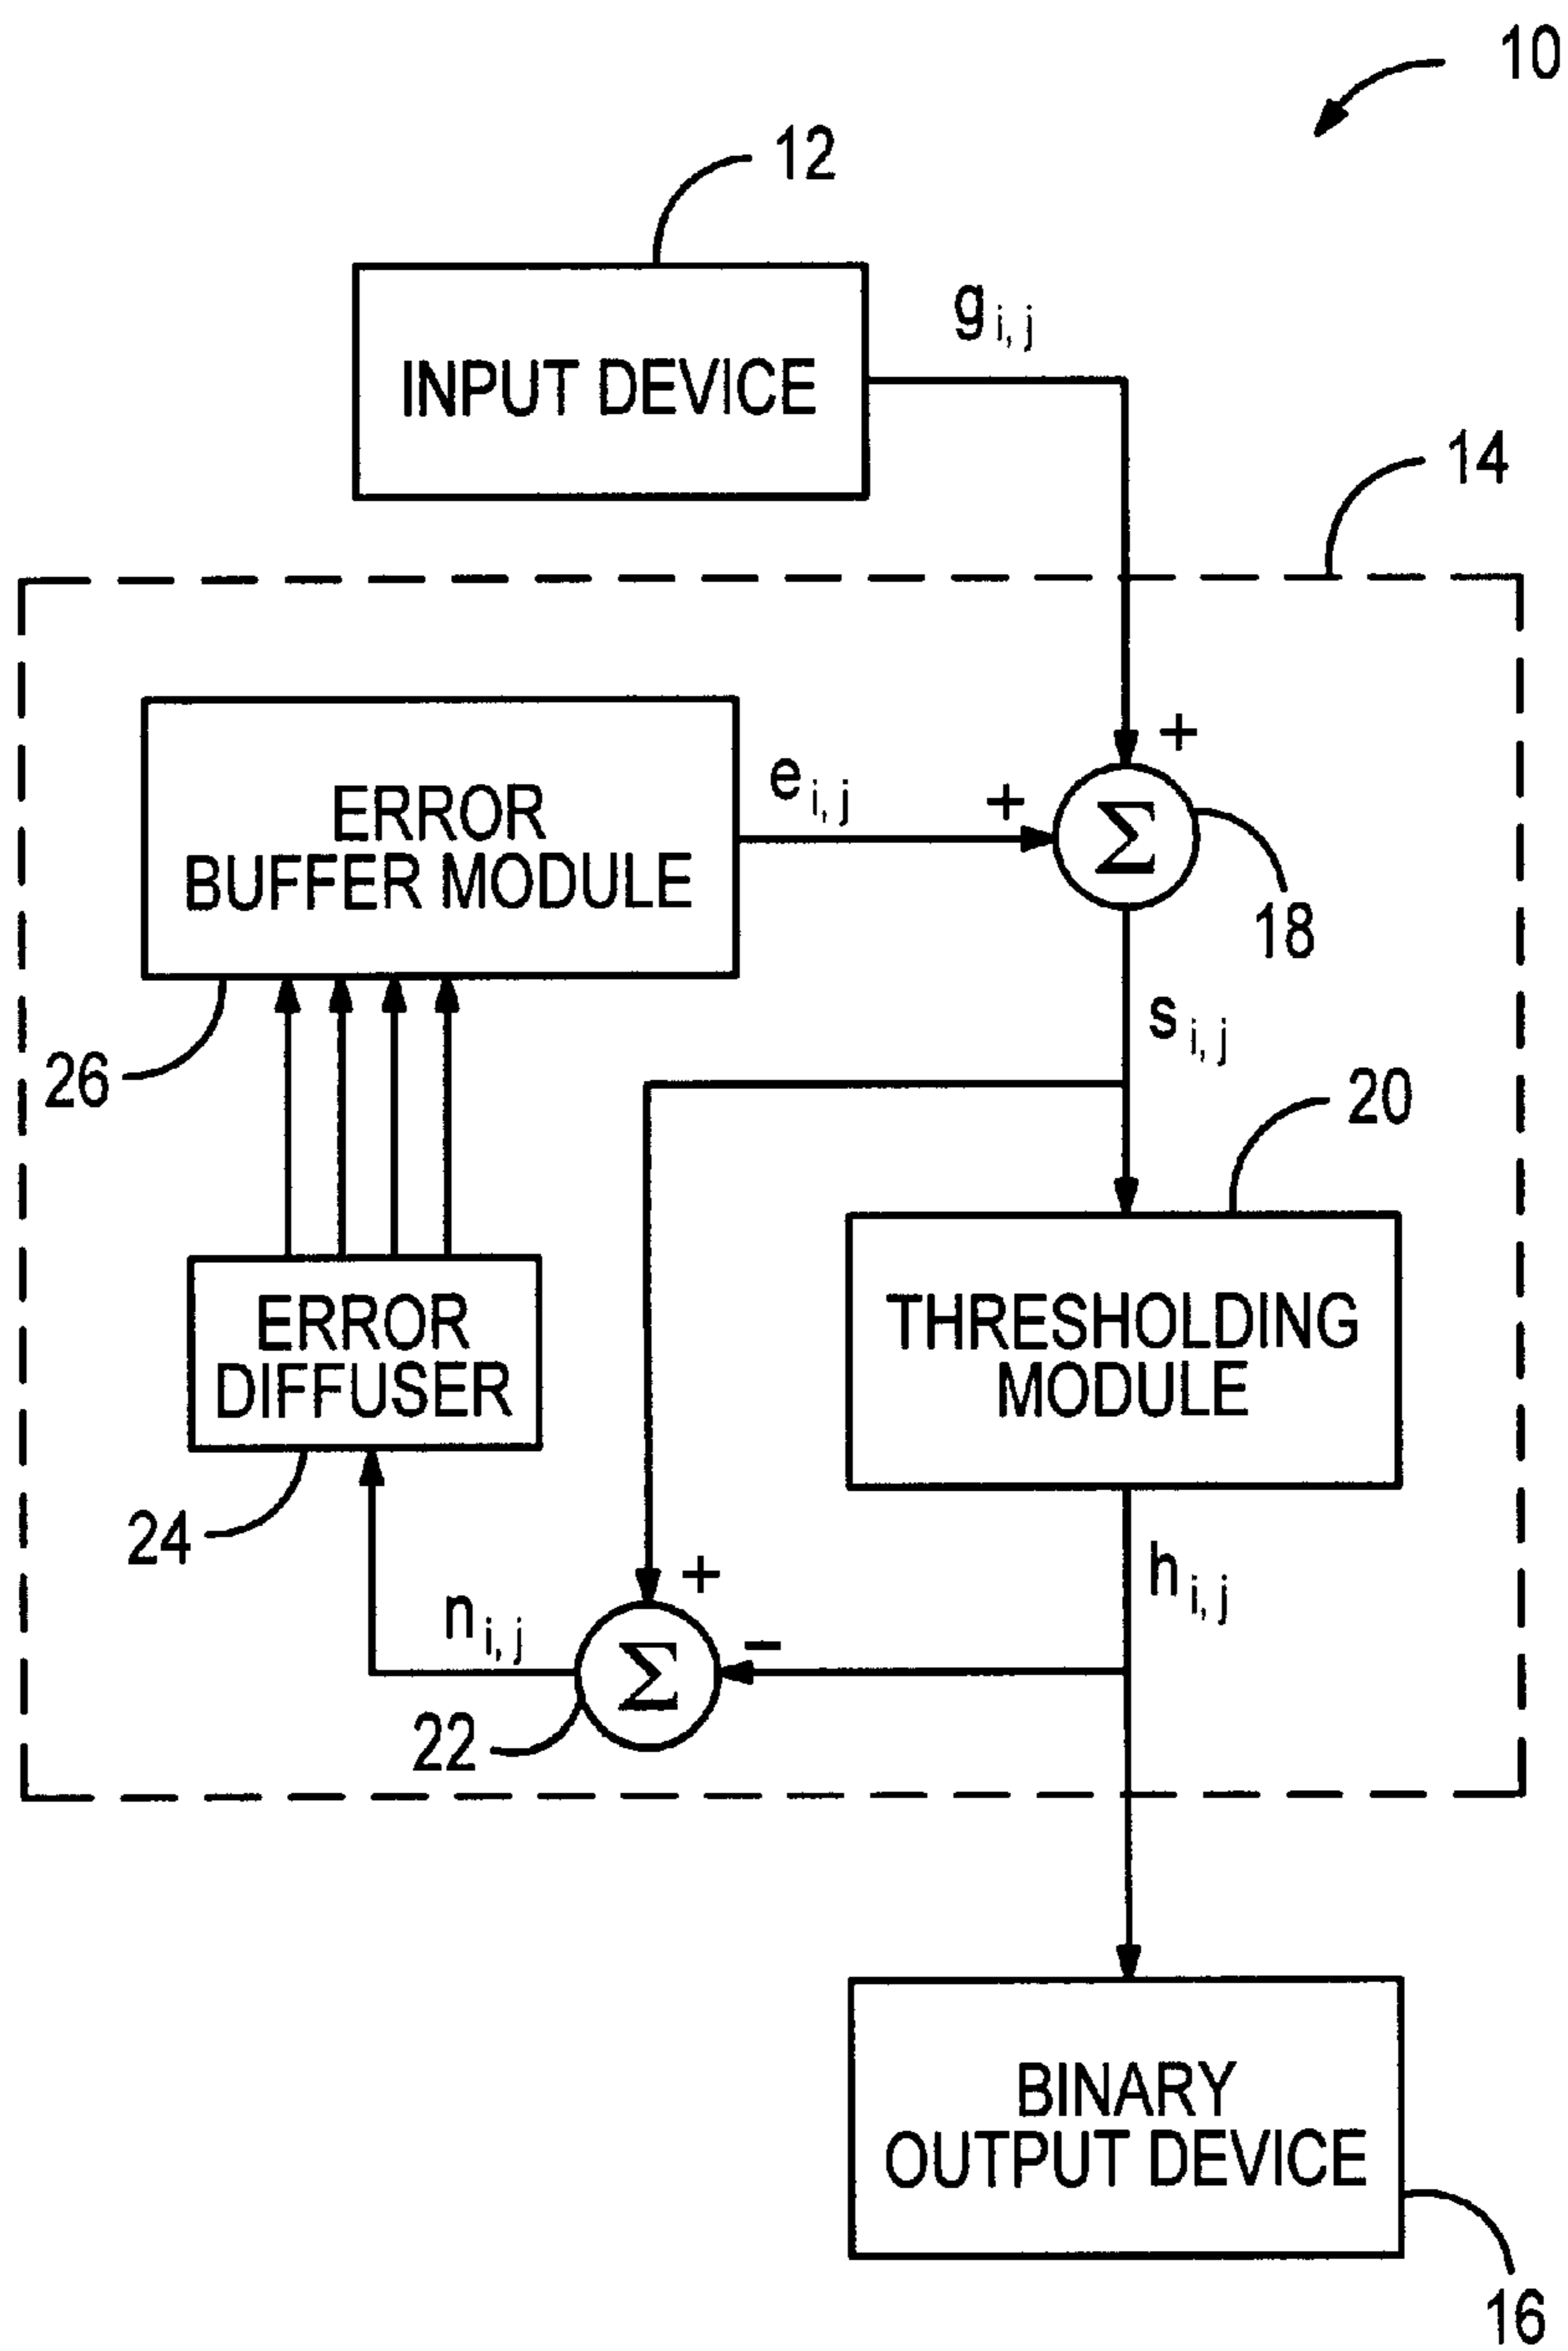 10
12
INPUT DEVICE
g i, j
14
ERROR
BUFFER MODULE
e i, j
+
+
Σ
18
26
s i, j
20
ERROR
DIFFUSER
THRESHOLDING
MODULE
24
n i, j
+
−
Σ
22
h i, j
BINARY
OUTPUT DEVICE
16